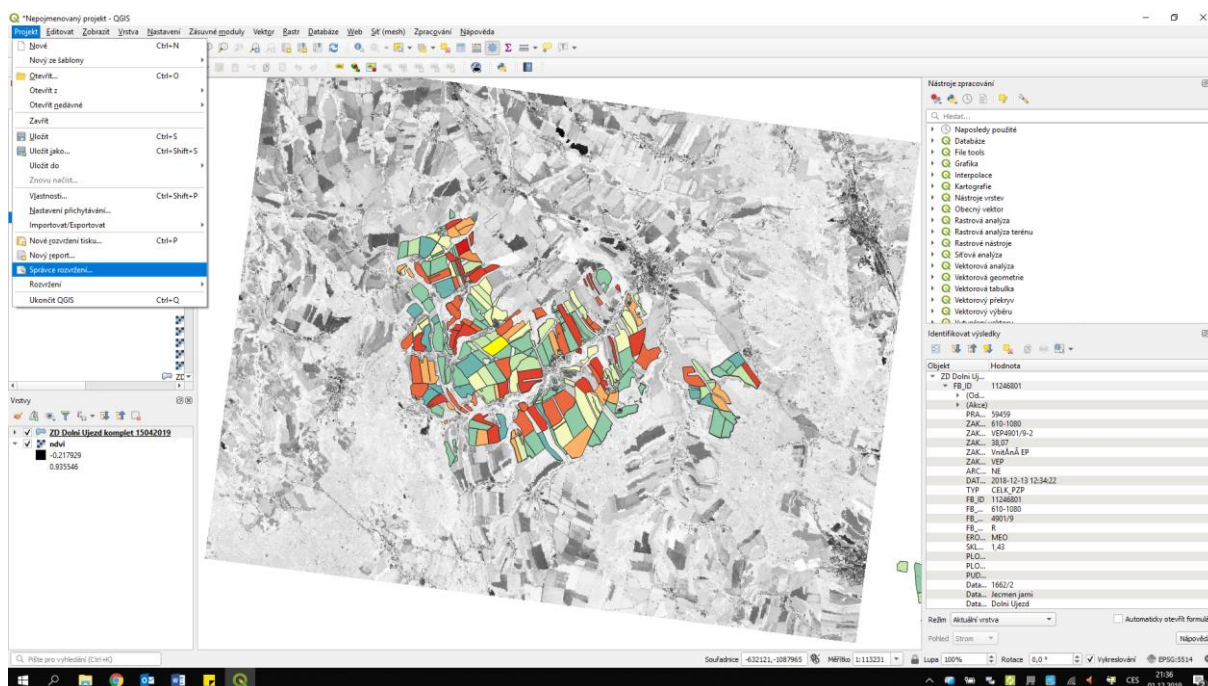 *Nepojmenovaný projekt - QGIS
Projekt Editovat Zobrazit Vrstva Nastavení Zásuvné moduly Vektor Rastr Databáze Web Síť (mesh) Zpracování Nápověda
Nové Ctrl+N
Nový ze šablony
Otevřít... Ctrl+O
Otevřít z
Otevřít nedávné
Zavřít
Uložit Ctrl+S
Uložit jako... Ctrl+Shift+S
Uložit do
Znovu načíst...
Vlastnosti... Ctrl+Shift+P
Nastavení přichytávání...
Importovat/Exportovat
Nové rozvržení tisku... Ctrl+P
Nový report...
Správce rozvržení...
Rozvržení
Ukončit QGIS Ctrl+Q
ZD
Vrstvy
ZD Dolni Ujezd komplet 15042019
ndvi
-0.217929
0.935546
Nástroje zpracování
Hledat...
Naposledy použité
Databáze
File tools
Grafika
Interpolace
Kartografie
Nástroje vrstev
Obecný vektor
Rastrová analýza
Rastrová analýza terénu
Rastrové nástroje
Síťová analýza
Vektorová analýza
Vektorová geometrie
Vektorová tabulka
Vektorový překryv
Vektorový výběru
Identifikovat výsledky
Objekt Hodnota
ZD Dolni Uj...
FB_ID 11246801
(Od...
(Akce)
PRA... 59459
ZAK... 610-1080
ZAK... VEP4901/9-2
ZAK... 38,07
ZAK... VnitÅnÃ­ EP
ZAK... VEP
ARC... NE
DAT... 2018-12-13 12:34:22
TYP CELK_PZP
FB_ID 11246801
FB_... 610-1080
FB_... 4901/9
FB_... R
ERO... MEO
SKL... 1,43
PLO...
PLO...
PUD...
Data... 1662/2
Data... Jecmen jarni
Data... Dolni Ujezd
Režim Aktuální vrstva Automaticky otevřít formulá
Pohled Strom Nápověd
Pište pro vyhledání (Ctrl+K) Souřadnice -632121,-1087965 Měřítko 1:113231 Lupa 100% Rotace 0,0 ° Vykreslování EPSG:5514
CES 21:36
01.12.2019